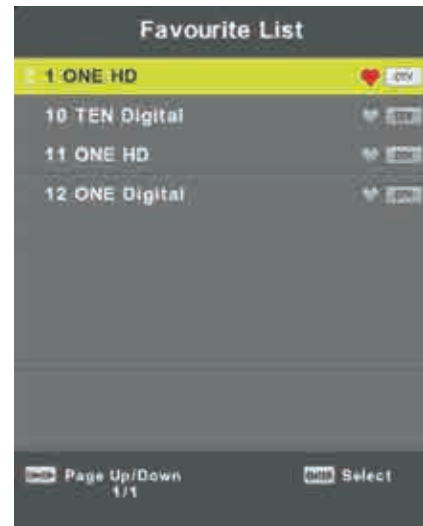 Favourite List
1 ONE HD DTV
10 TEN Digital
11 ONE HD
12 ONE Digital
Page Up/Down
1/1
Select